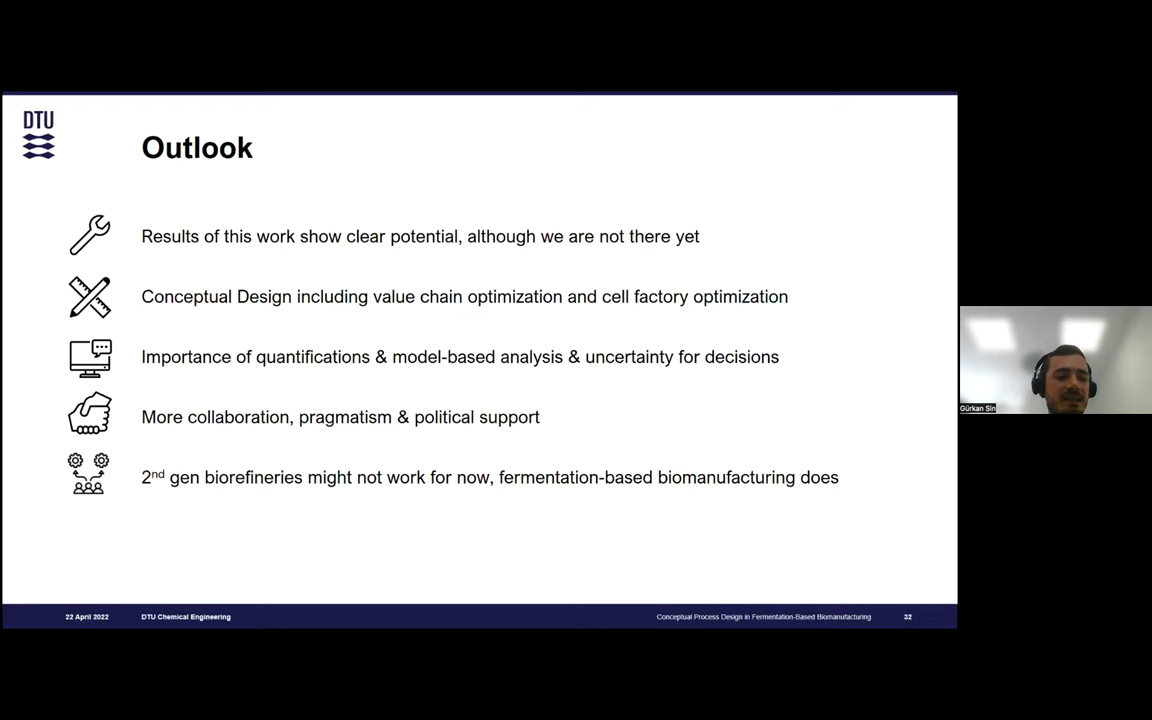 DTU
Outlook
Results of this work show clear potential, although we are not there yet
Conceptual Design including value chain optimization and cell factory optimization
Importance of quantifications & model-based analysis & uncertainty for decisions
More collaboration, pragmatism & political support
2nd gen biorefineries might not work for now, fermentation-based biomanufacturing does
Gürkan Sin
22 April 2022 DTU Chemical Engineering Conceptual Process Design in Fermentation-Based Biomanufacturing 32